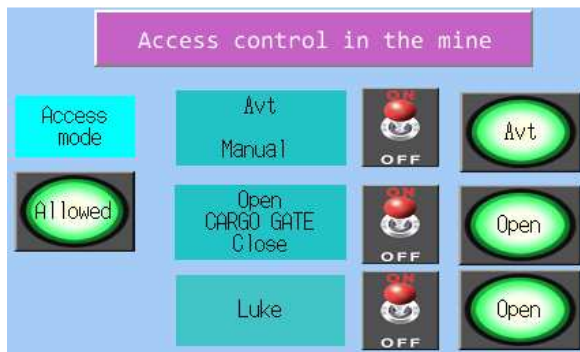 Access control in the mine
Access
mode
Allowed
Avt
Manual
ON
OFF
Avt
Open
CARGO GATE
Close
ON
OFF
Open
Luke
ON
OFF
Open